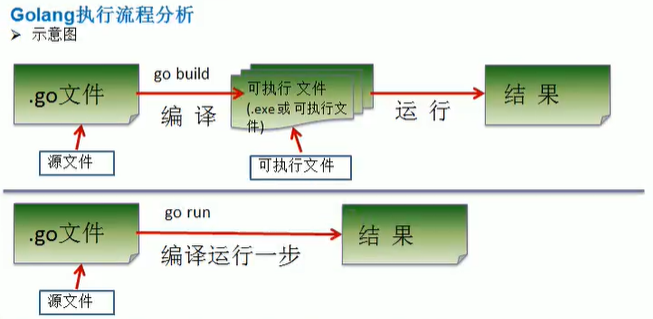 Golang执行流程分析
➤ 示意图
.go文件
go build
编 译
可执行 文件
(.exe或 可执行文
件)
运 行
结 果
源文件
可执行文件
.go文件
go run
编译运行一步
结 果
源文件